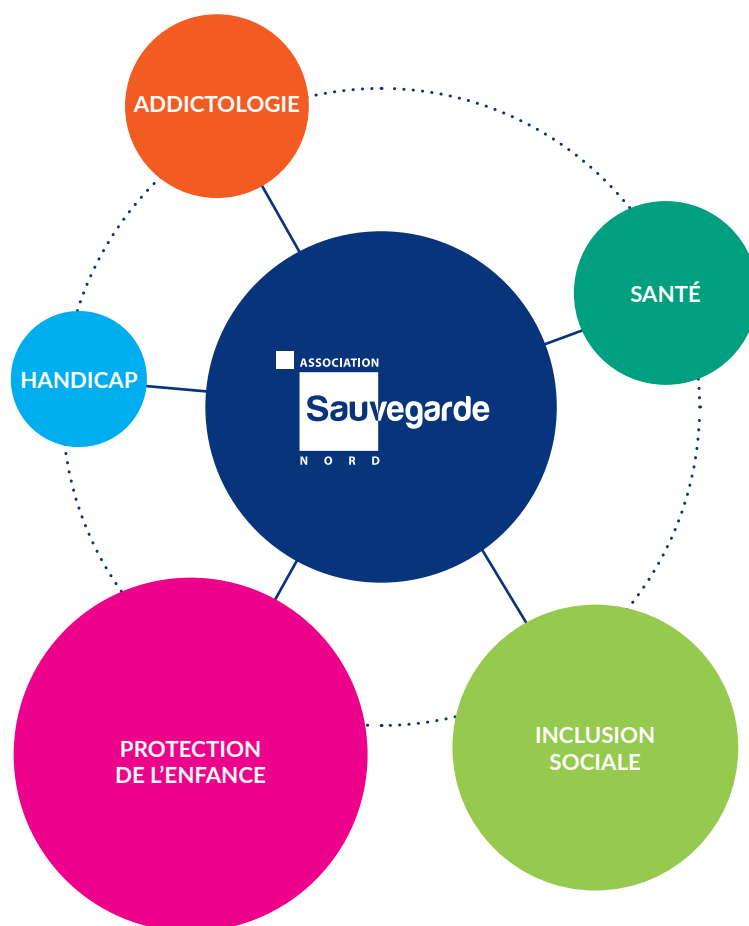 ADDICTOLOGIE
SANTÉ
HANDICAP
ASSOCIATION
Sauvegarde
NORD
PROTECTION
DE L'ENFANCE
INCLUSION
SOCIALE